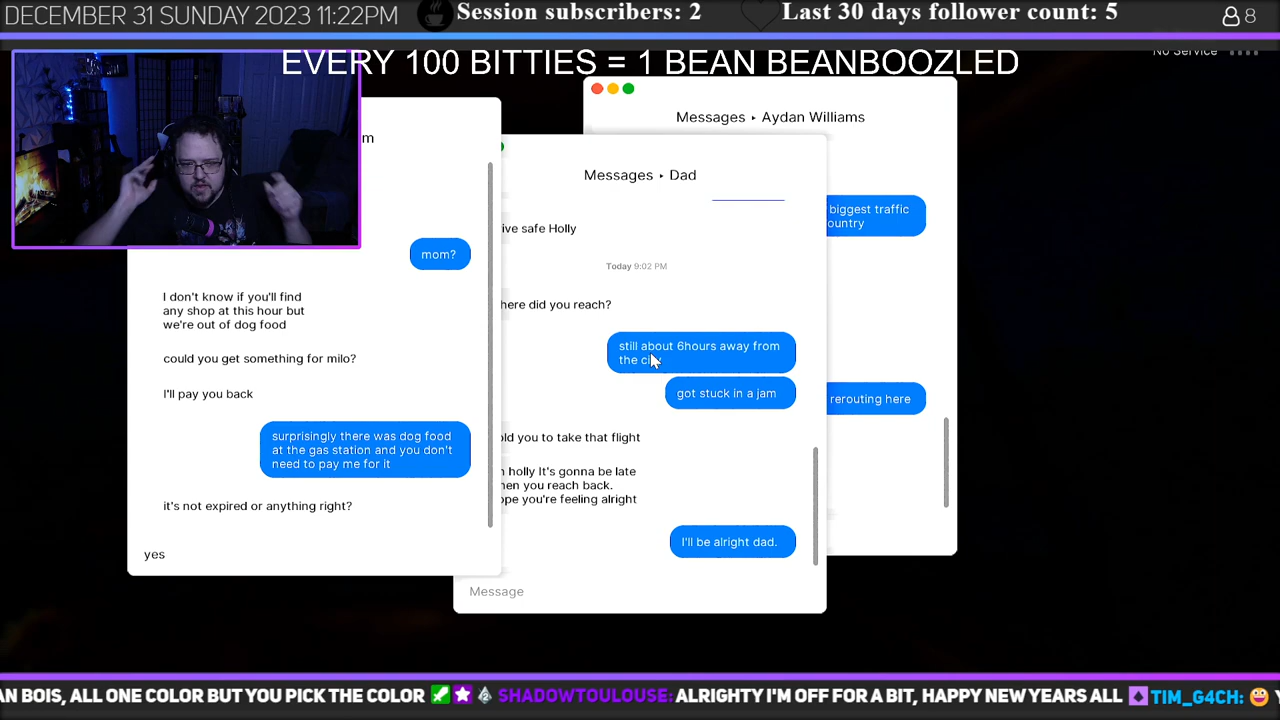 DECEMBER 31 SUNDAY 2023 11:22PM
Session subscribers: 2
Last 30 days follower count: 5
8
EVERY 100 BITTIES = 1 BEAN BEANBOOZLED
No Service
m
mom?
I don't know if you'll find
any shop at this hour but
we're out of dog food
could you get something for milo?
I'll pay you back
surprisingly there was dog food
at the gas station and you don't
need to pay me for it
it's not expired or anything right?
yes
Messages ▸ Dad
ive safe Holly
Today 9:02 PM
here did you reach?
still about 6hours away from
the
got stuck in a jam
old you to take that flight
h holly It's gonna be late
hen you reach back.
ope you're feeling alright
I'll be alright dad.
Message
Messages ▸ Aydan Williams
biggest traffic
ountry
rerouting here
AN BOIS, ALL ONE COLOR BUT YOU PICK THE COLOR SHADOWTOULOUSE: ALRIGHTY I'M OFF FOR A BIT, HAPPY NEW YEARS ALL TIM_G4CH: